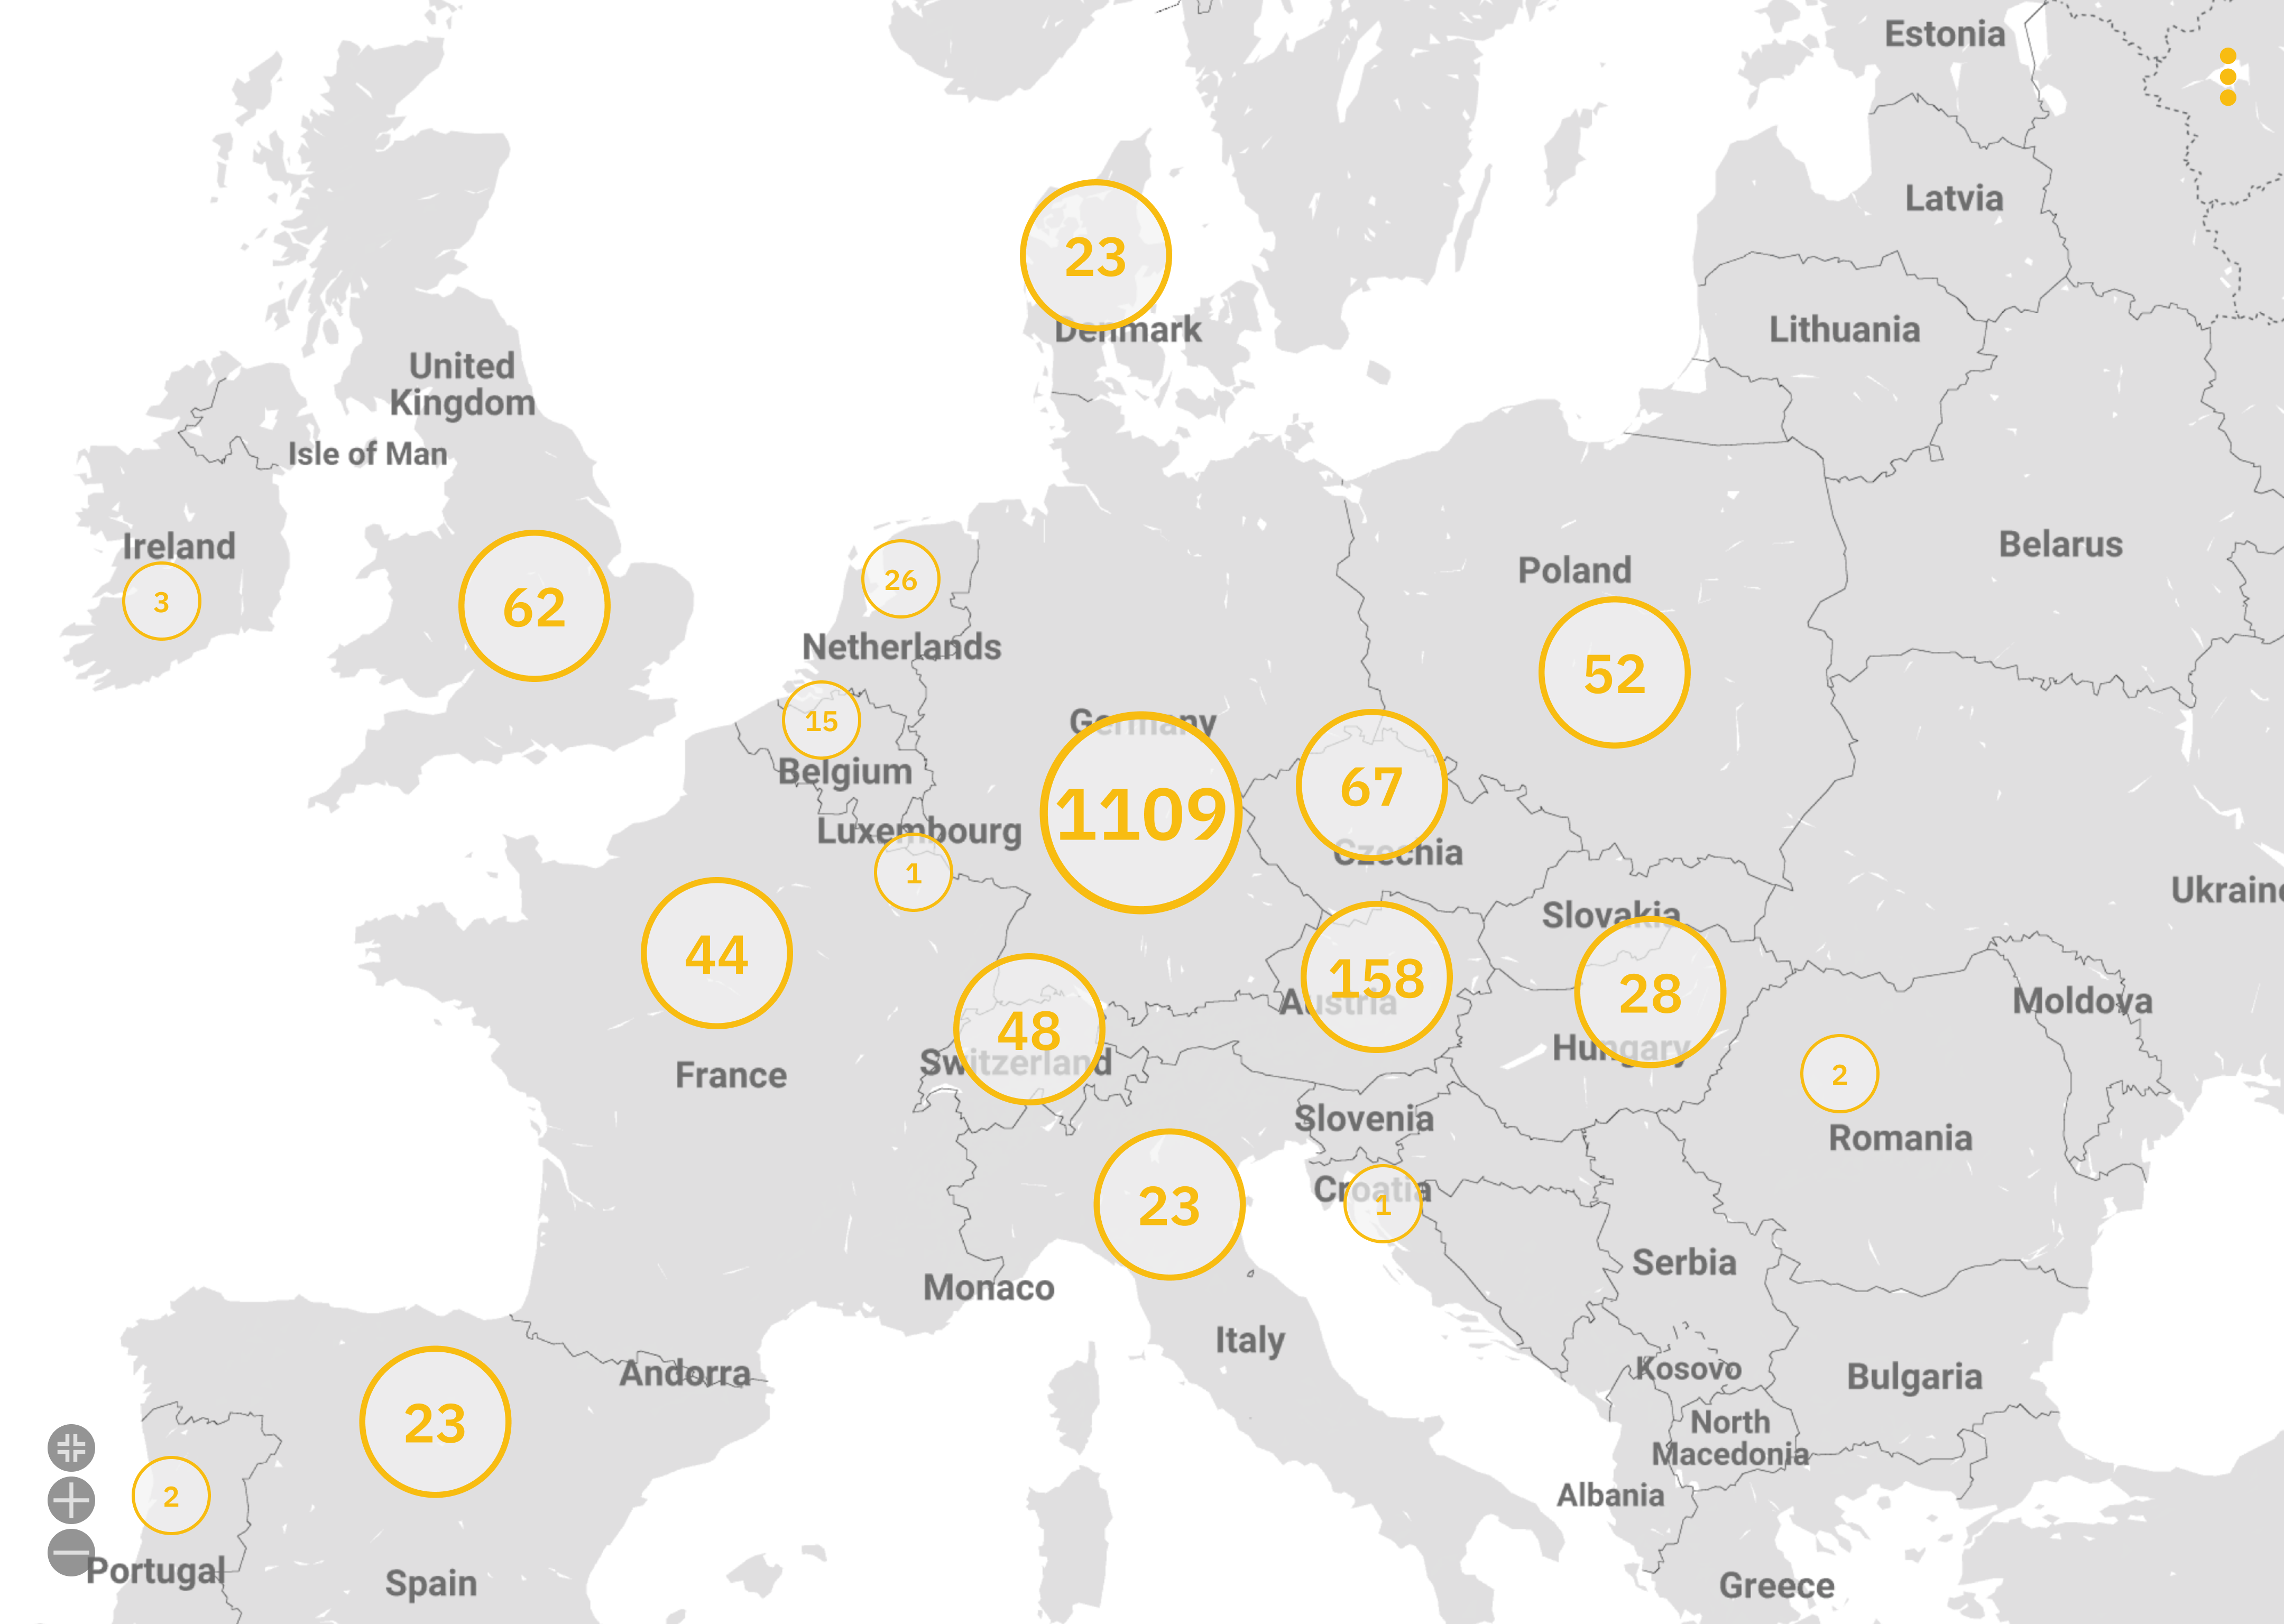 Estonia
Latvia
23
Denmark
Lithuania
United
Kingdom
Isle of Man
Ireland
3
62
26
Netherlands
Poland
Belarus
52
15
Belgium
Germany
1109
67
Czechia
Luxembourg
1
Ukraine
Slovakia
44
158
Austria
28
Hungary
48
Switzerland
Moldova
France
2
Romania
Slovenia
Croatia
1
23
Serbia
Monaco
Italy
Andorra
Kosovo
Bulgaria
23
North
Macedonia
2
Albania
Portugal
Spain
Greece